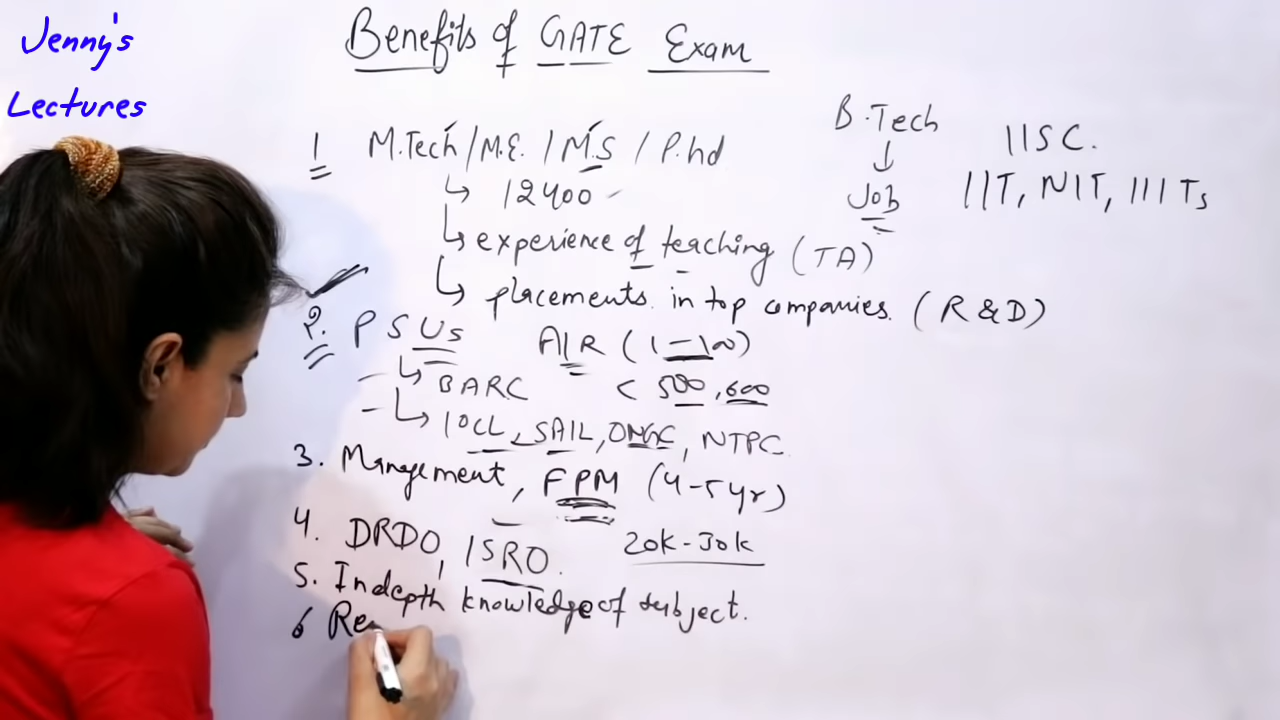 Jenny's
Lectures
Benefits of GATE Exam
1 M.Tech/M.E. /M.S / P.hd
12400
experience of teaching (TA)
placements in top companies. (R&D)
B.Tech
Job
IISC.
IIT, NIT, IIITs
2. PSUs AIR (1-100)
BARC < 500, 600
IOCL, SAIL, ONGC, NTPC.
3. Mangement, FPM (4-5yr)
4. DRDO, ISRO. 20k-30k
5. Indepth knowledge of subject.
6 Re